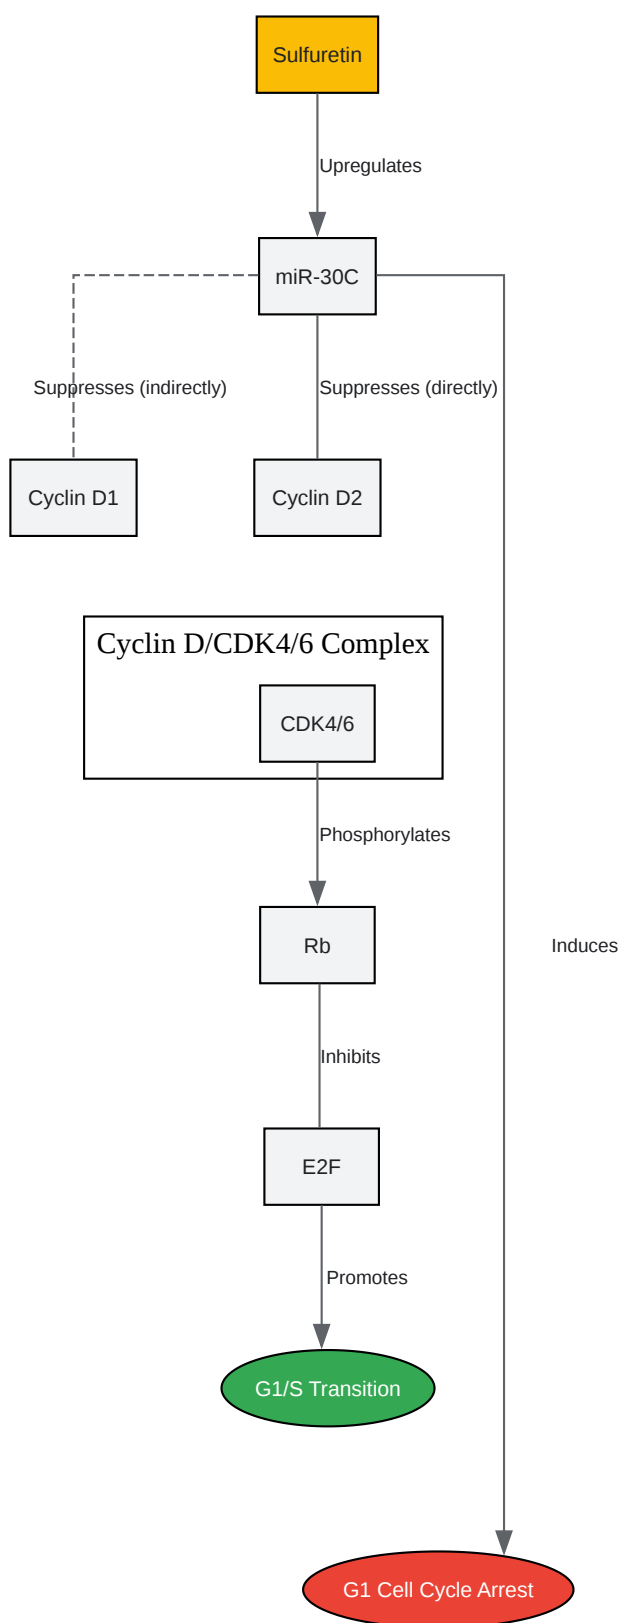 Sulfuretin
Upregulates
miR-30C
Suppresses (indirectly)
Suppresses (directly)
Cyclin D1
Cyclin D2
Cyclin D/CDK4/6 Complex
CDK4/6
Phosphorylates
Rb
Induces
Inhibits
E2F
Promotes
G1/S Transition
G1 Cell Cycle Arrest